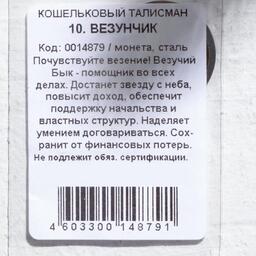 КОШЕЛЬКОВЫЙ ТАЛИСМАН
10. ВЕЗУНЧИК
Код: 0014879 / монета, сталь
Почувствуйте везение! Везучий
Бык - помощник во всех
делах. Достанет звезду с неба,
повысит доход, обеспечит
поддержку начальства и
властных структур. Наделяет
умением договариваться. Сох-
ранит от финансовых потерь.
Не подлежит обяз. сертификации.
4 603300 148791